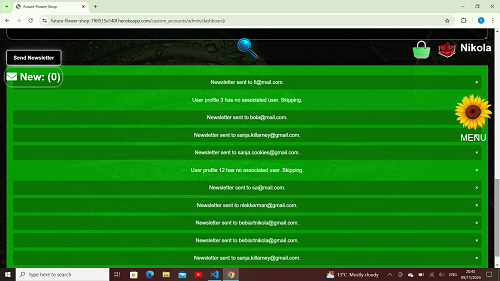 Future Flower Shop
future-flower-shop-1f6f515e140f.herokuapp.com/custom_accounts/admin/dashboard/
Nikola
Send Newsletter
New: (0)
Newsletter sent to 6@mail.com. ×
User profile 3 has no associated user. Skipping.
Newsletter sent to bola@mail.com. ×
MENU
Newsletter sent to sanja.killarney@gmail.com. ×
Newsletter sent to sanja.cookies@gmail.com. ×
User profile 12 has no associated user. Skipping. ×
Newsletter sent to sa@mail.com. ×
Newsletter sent to nlekkerman@gmail.com. ×
Newsletter sent to bebiartnikola@gmail.com. ×
Newsletter sent to bebiartnikola@gmail.com. ×
Newsletter sent to sanja.killarney@gmail.com. ×
Type here to search
13°C Mostly cloudy
ENG
20:45
09/11/2024